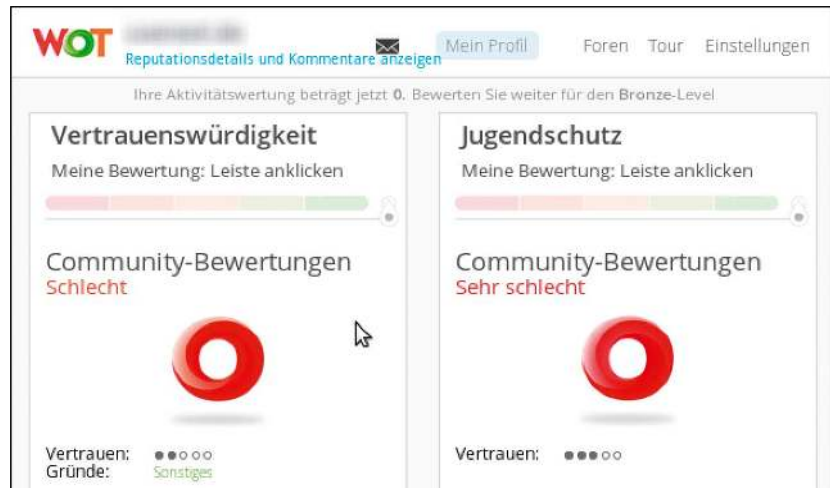 WOT
Reputationsdetails und Kommentare anzeigen
Mein Profil Foren Tour Einstellungen
Ihre Aktivitätswertung beträgt jetzt 0. Bewerten Sie weiter für den Bronze-Level
Vertrauenswürdigkeit
Meine Bewertung: Leiste anklicken
Community-Bewertungen
Schlecht
Vertrauen:
Gründe: Sonstiges
Jugendschutz
Meine Bewertung: Leiste anklicken
Community-Bewertungen
Sehr schlecht
Vertrauen: